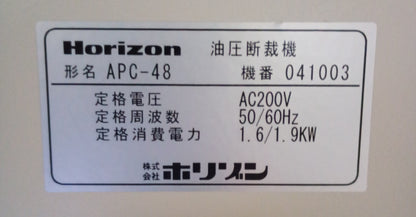 Horizon 油圧断裁機
形名 APC-48 機番 041003
定格電圧 AC200V
定格周波数 50/60Hz
定格消費電力 1.6/1.9KW
株式会社 ホリゾン